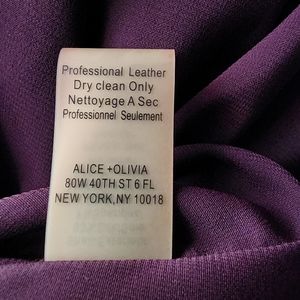 Professional Leather
Dry clean Only
Nettoyage A Sec
Professionnel Seulement
ALICE +OLIVIA
80W 40TH ST 6 FL
NEW YORK,NY 10018